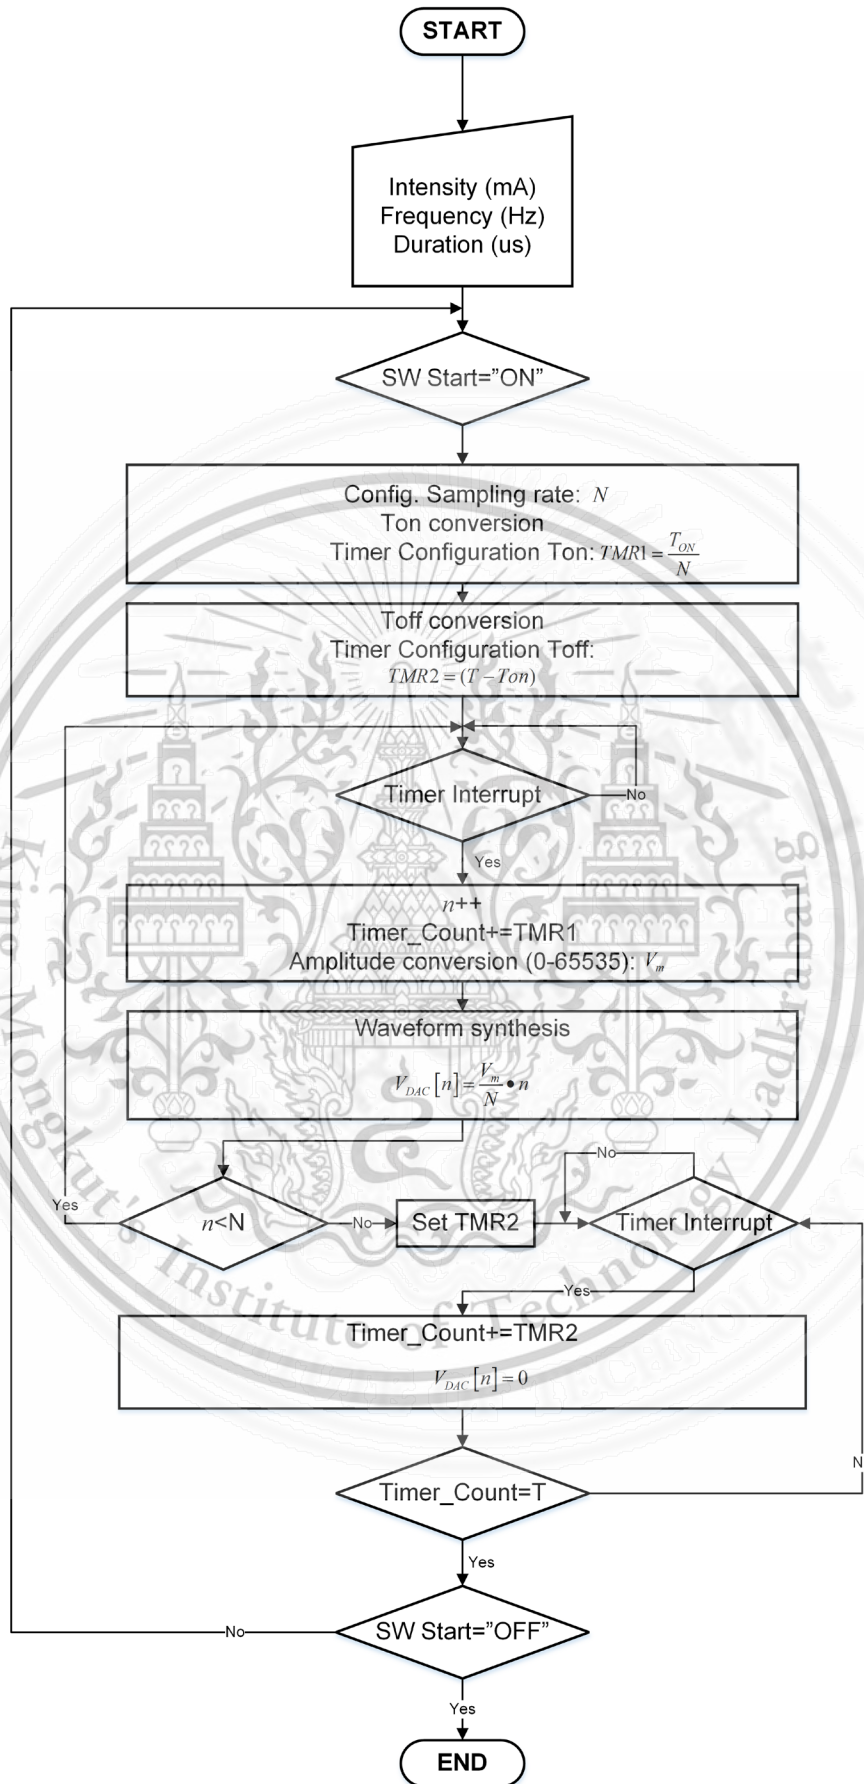 START
Intensity (mA)
Frequency (Hz)
Duration (us)
SW Start=”ON”
Config. Sampling rate: N
Ton conversion
Timer Configuration Ton: TMR1 = T_ON / N
Toff conversion
Timer Configuration Toff:
TMR2 = (T − Ton)
Timer Interrupt
No
Yes
n++
Timer_Count+=TMR1
Amplitude conversion (0-65535): V_m
Waveform synthesis
V_DAC [n] = V_m / N • n
No
Yes
n<N
No
Set TMR2
Timer Interrupt
Yes
Timer_Count+=TMR2
V_DAC [n] = 0
N
Timer_Count=T
Yes
No
SW Start=”OFF”
Yes
END
King Mongkut's Institute of Technology Ladkrabang